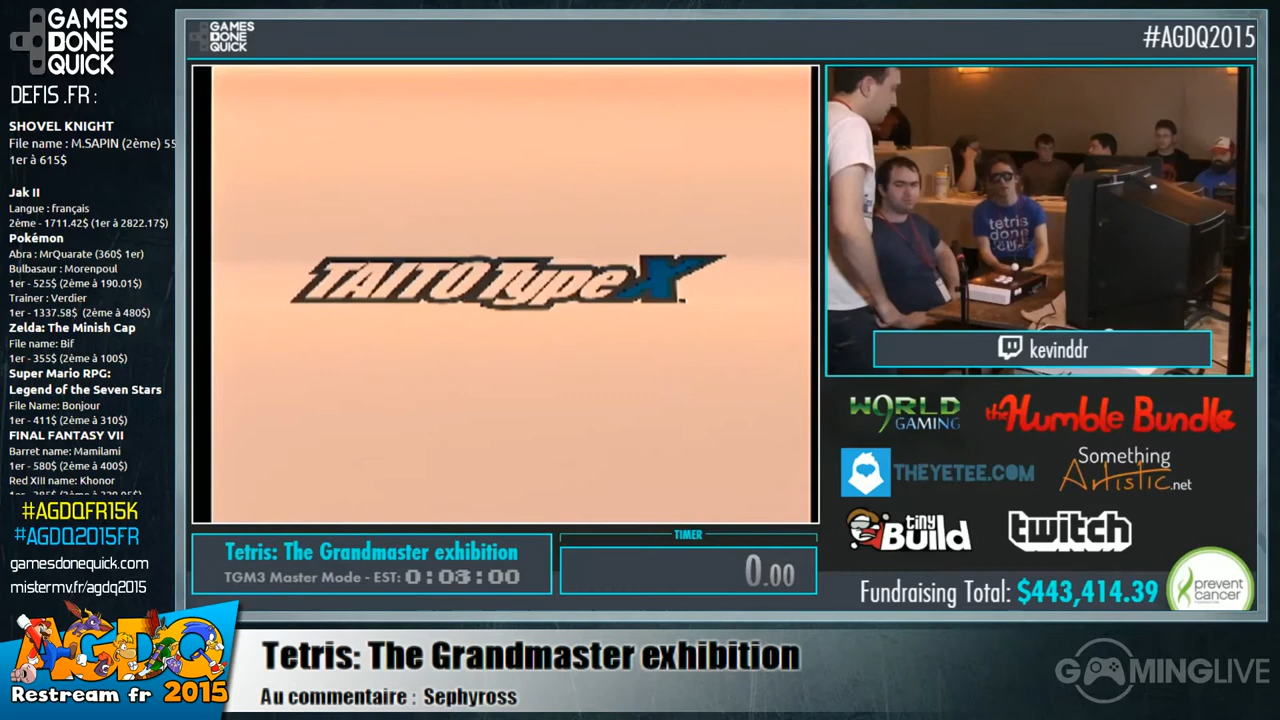 GAMES
DONE
QUICK
DEFIS .FR :
SHOVEL KNIGHT
File name : M.SAPIN (2ème) 55
1er à 615$
Jak II
Langue : français
2ème - 1711.42$ (1er à 2822.17$)
Pokémon
Abra : MrQuarate (360$ 1er)
Bulbasaur : Morenpoul
1er - 525$ (2ème à 190.01$)
Trainer : Verdier
1er - 1337.58$ (2ème à 480$)
Zelda: The Minish Cap
File name: Bif
1er - 355$ (2ème à 100$)
Super Mario RPG:
Legend of the Seven Stars
File Name: Bonjour
1er - 411$ (2ème à 310$)
FINAL FANTASY VII
Barret name: Mamilami
1er - 580$ (2ème à 400$)
Red XIII name: Khonor
#AGDQFR15K
#AGDQ2015FR
gamesdonequick.com
mistermv.fr/agdq2015
AGDQ
Restream fr 2015
GAMES
DONE
QUICK
#AGDQ2015
TAITO Type X
tetris
done
kevinddr
W9RLD
GAMING
the Humble Bundle
THEYETEE.COM
Something
Artistic.net
tiny
Build
twitch
Tetris: The Grandmaster exhibition
TGM3 Master Mode - EST: 0:08:00
TIMER
0.00
Fundraising Total: $443,414.39
prevent
cancer
Tetris: The Grandmaster exhibition
Au commentaire : Sephyross
GAMINGLIVE